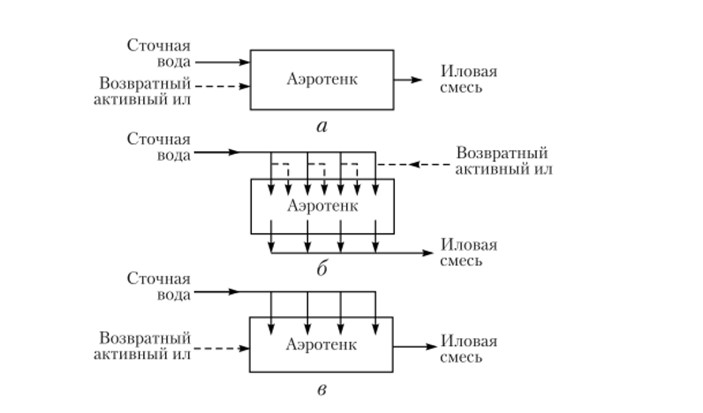 Сточная
вода
Возвратный
активный ил
Аэротенк
Иловая
смесь
а
Сточная
вода
Возвратный
активный ил
Аэротенк
Иловая
смесь
б
Сточная
вода
Возвратный
активный ил
Аэротенк
Иловая
смесь
в